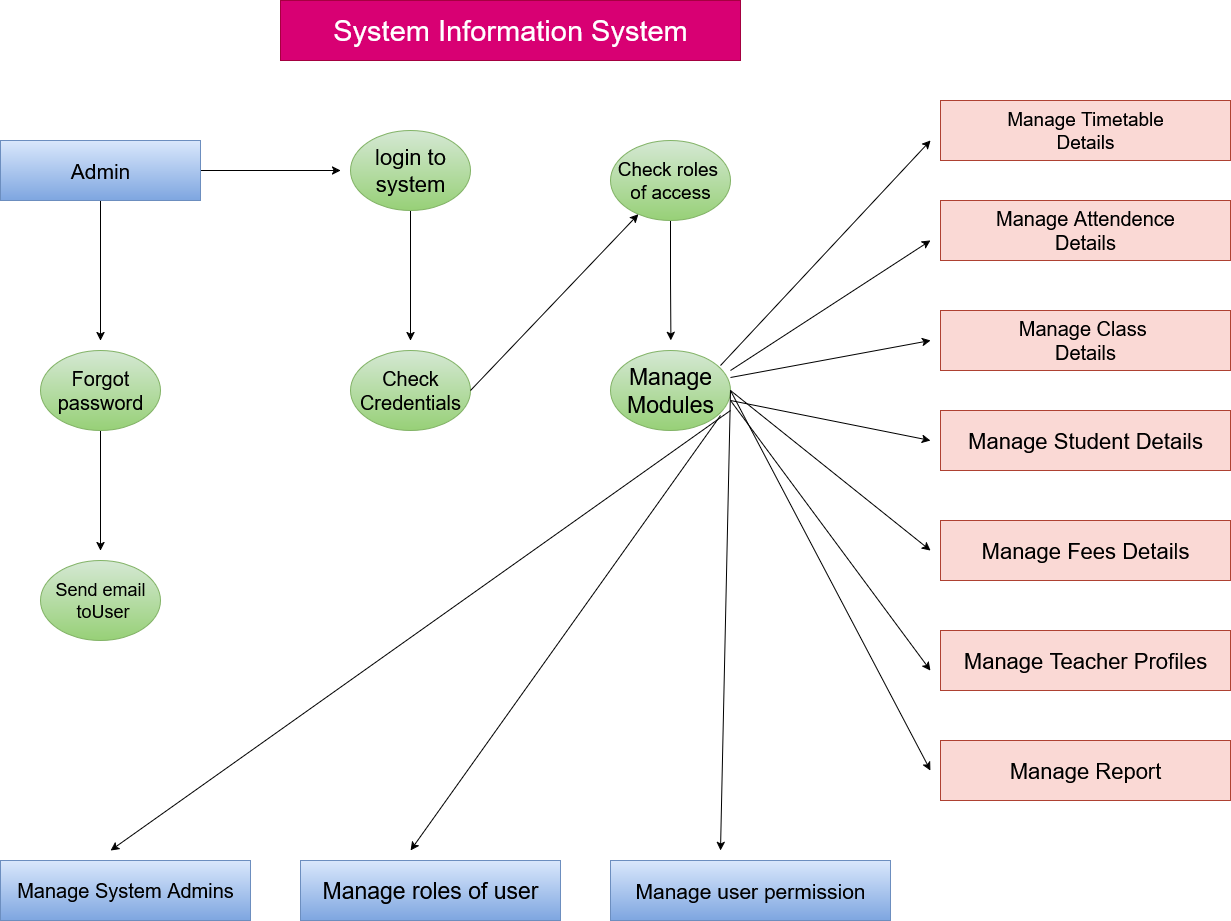 System Information System
Admin
login to
system
Check roles
of access
Manage Timetable
Details
Manage Attendence
Details
Manage Class
Details
Forgot
password
Check
Credentials
Manage
Modules
Manage Student Details
Manage Fees Details
Send email
toUser
Manage Teacher Profiles
Manage Report
Manage System Admins
Manage roles of user
Manage user permission